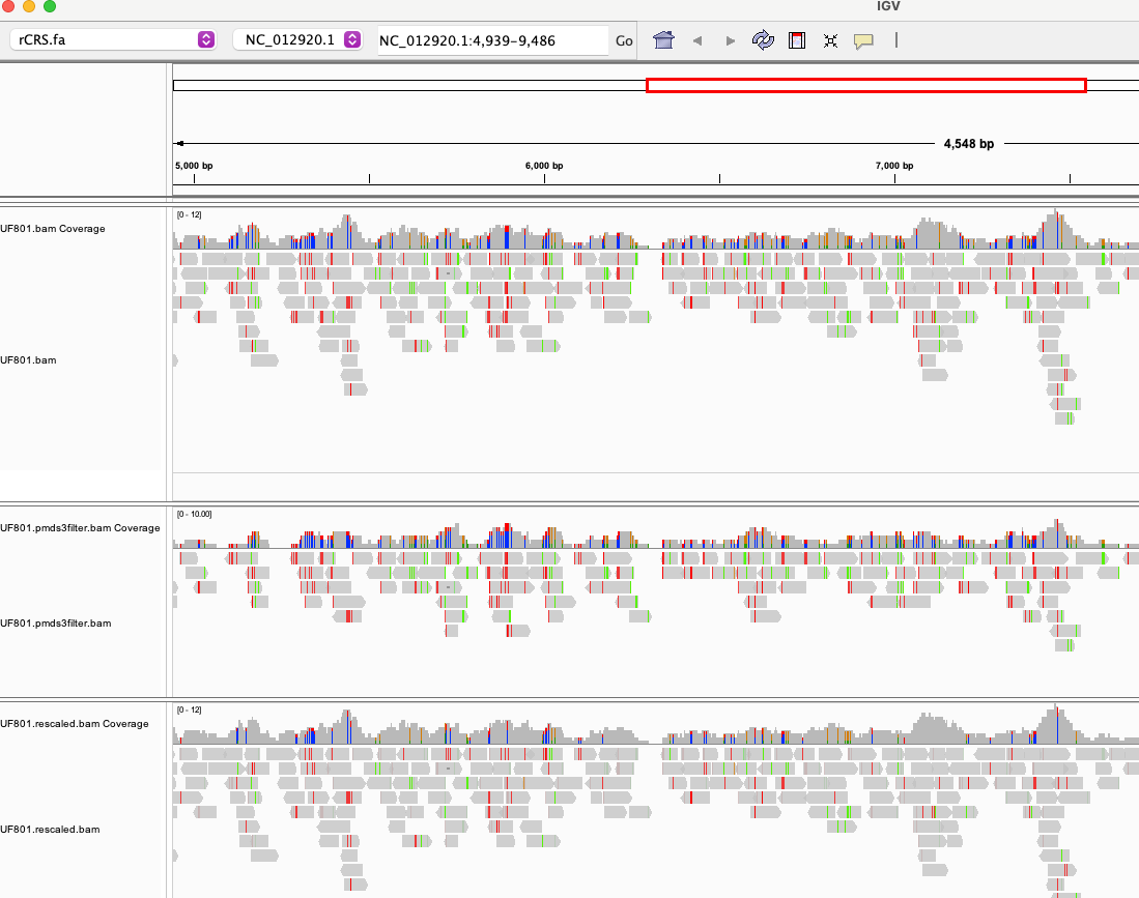 IGV
rCRS.fa NC_012920.1 NC_012920.1:4,939-9,486 Go
4,548 bp
5,000 bp 6,000 bp 7,000 bp
[0 - 12]
UF801.bam Coverage
UF801.bam
[0 - 10.00]
UF801.pmds3filter.bam Coverage
UF801.pmds3filter.bam
[0 - 12]
UF801.rescaled.bam Coverage
UF801.rescaled.bam